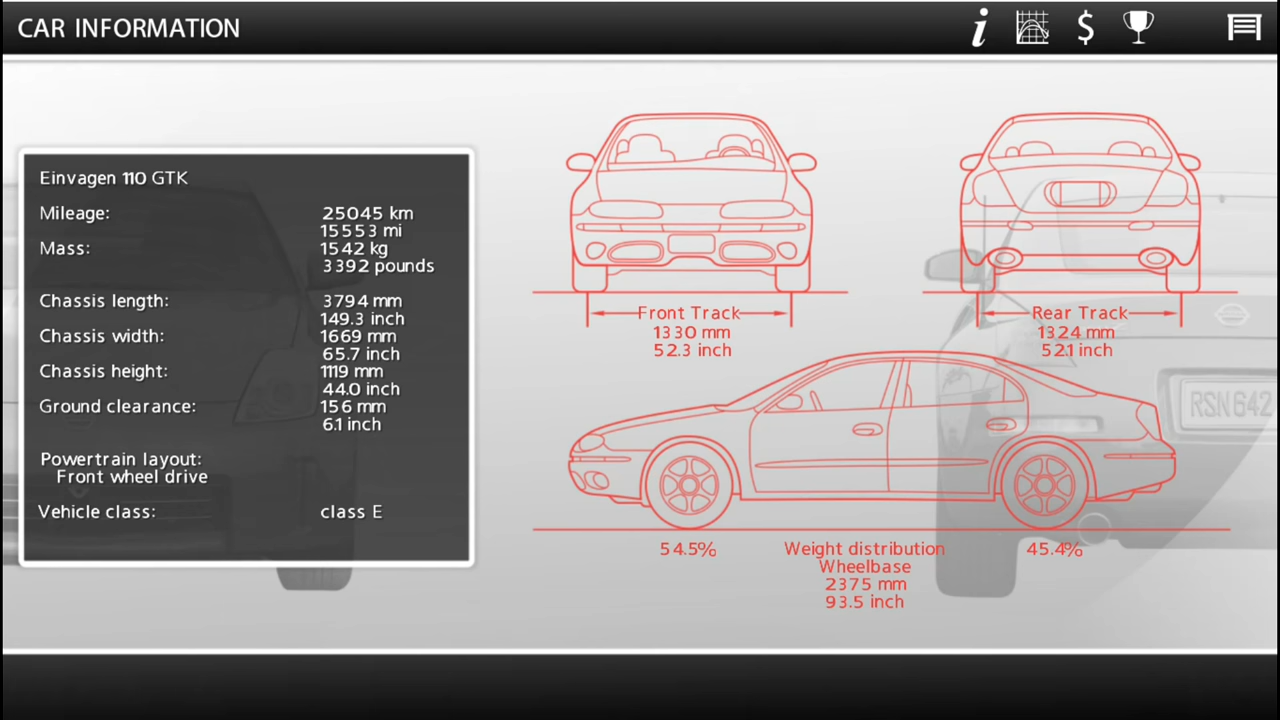 CAR INFORMATION
i
$
Einvagen 110 GTK
Mileage: 25045 km
15553 mi
Mass: 1542 kg
3392 pounds
Chassis length: 3794 mm
149.3 inch
Chassis width: 1669 mm
65.7 inch
Chassis height: 1119 mm
44.0 inch
Ground clearance: 156 mm
6.1 inch
Powertrain layout:
Front wheel drive
Vehicle class: class E
Front Track
1330 mm
52.3 inch
Rear Track
1324 mm
52.1 inch
RSN 642
54.5% Weight distribution 45.4%
Wheelbase
2375 mm
93.5 inch